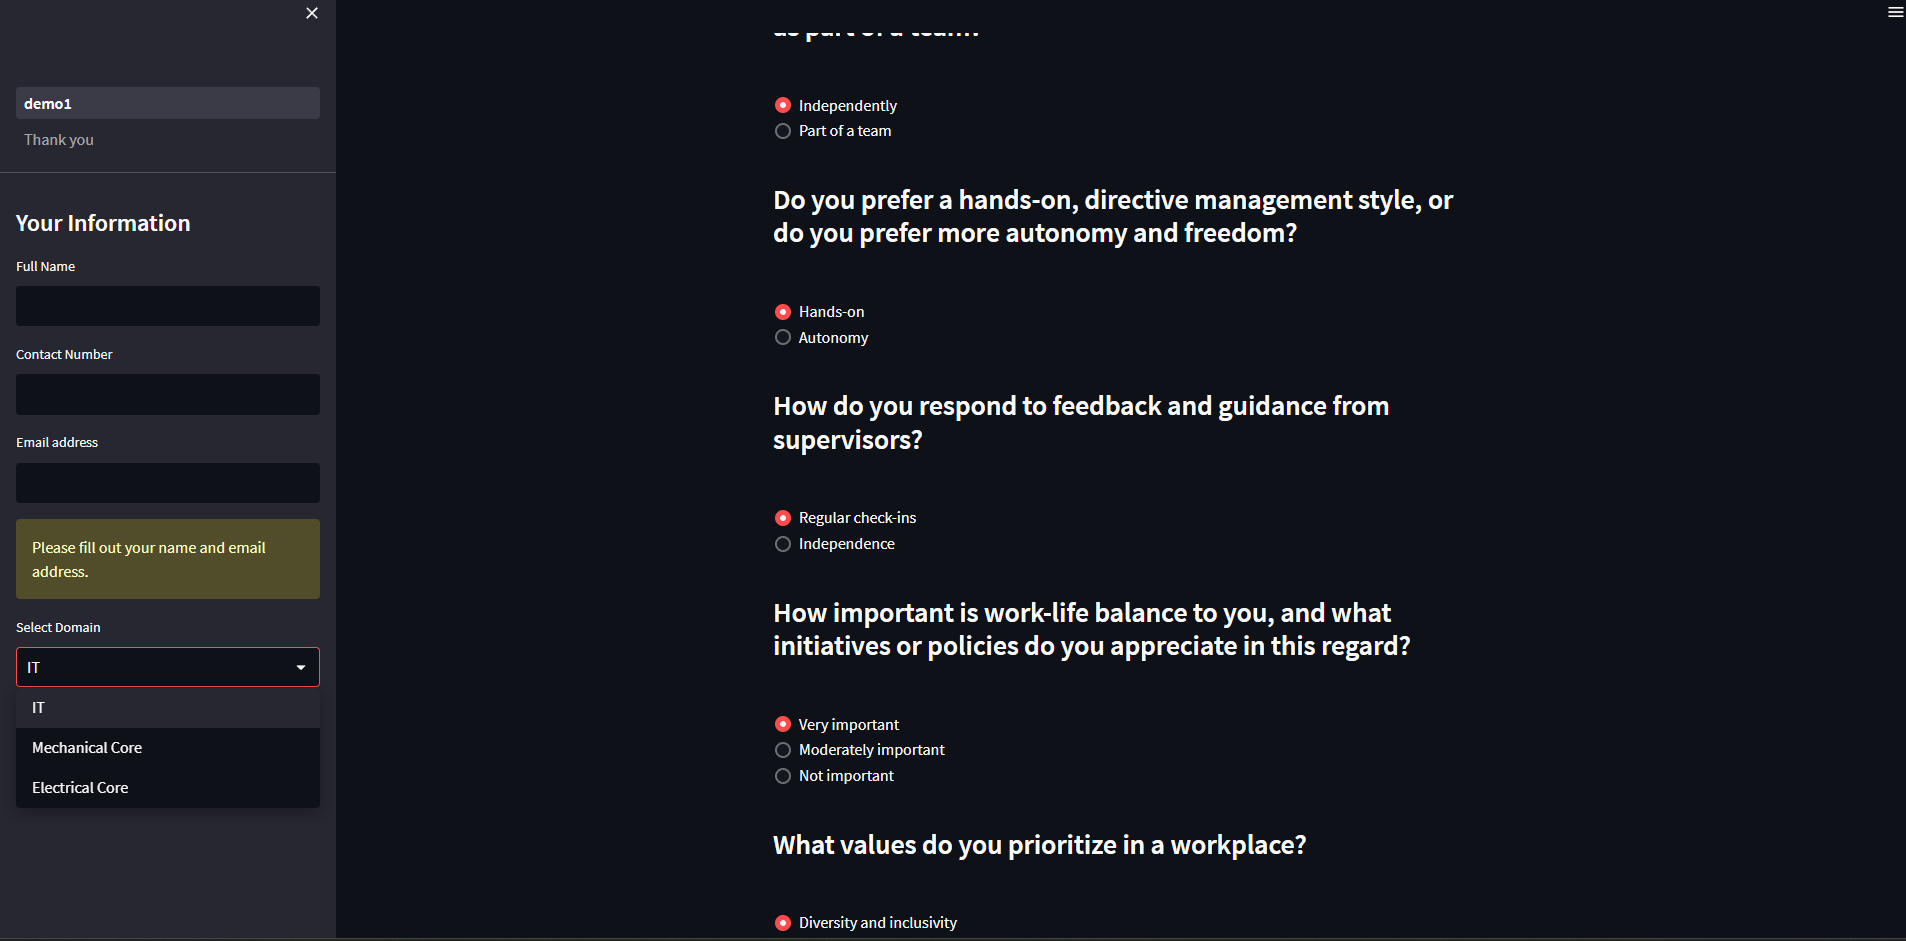 demo1
Thank you
Your Information
Full Name
Contact Number
Email address
Please fill out your name and email
address.
Select Domain
IT
IT
Mechanical Core
Electrical Core
as part of a team?
Independently
Part of a team
Do you prefer a hands-on, directive management style, or
do you prefer more autonomy and freedom?
Hands-on
Autonomy
How do you respond to feedback and guidance from
supervisors?
Regular check-ins
Independence
How important is work-life balance to you, and what
initiatives or policies do you appreciate in this regard?
Very important
Moderately important
Not important
What values do you prioritize in a workplace?
Diversity and inclusivity